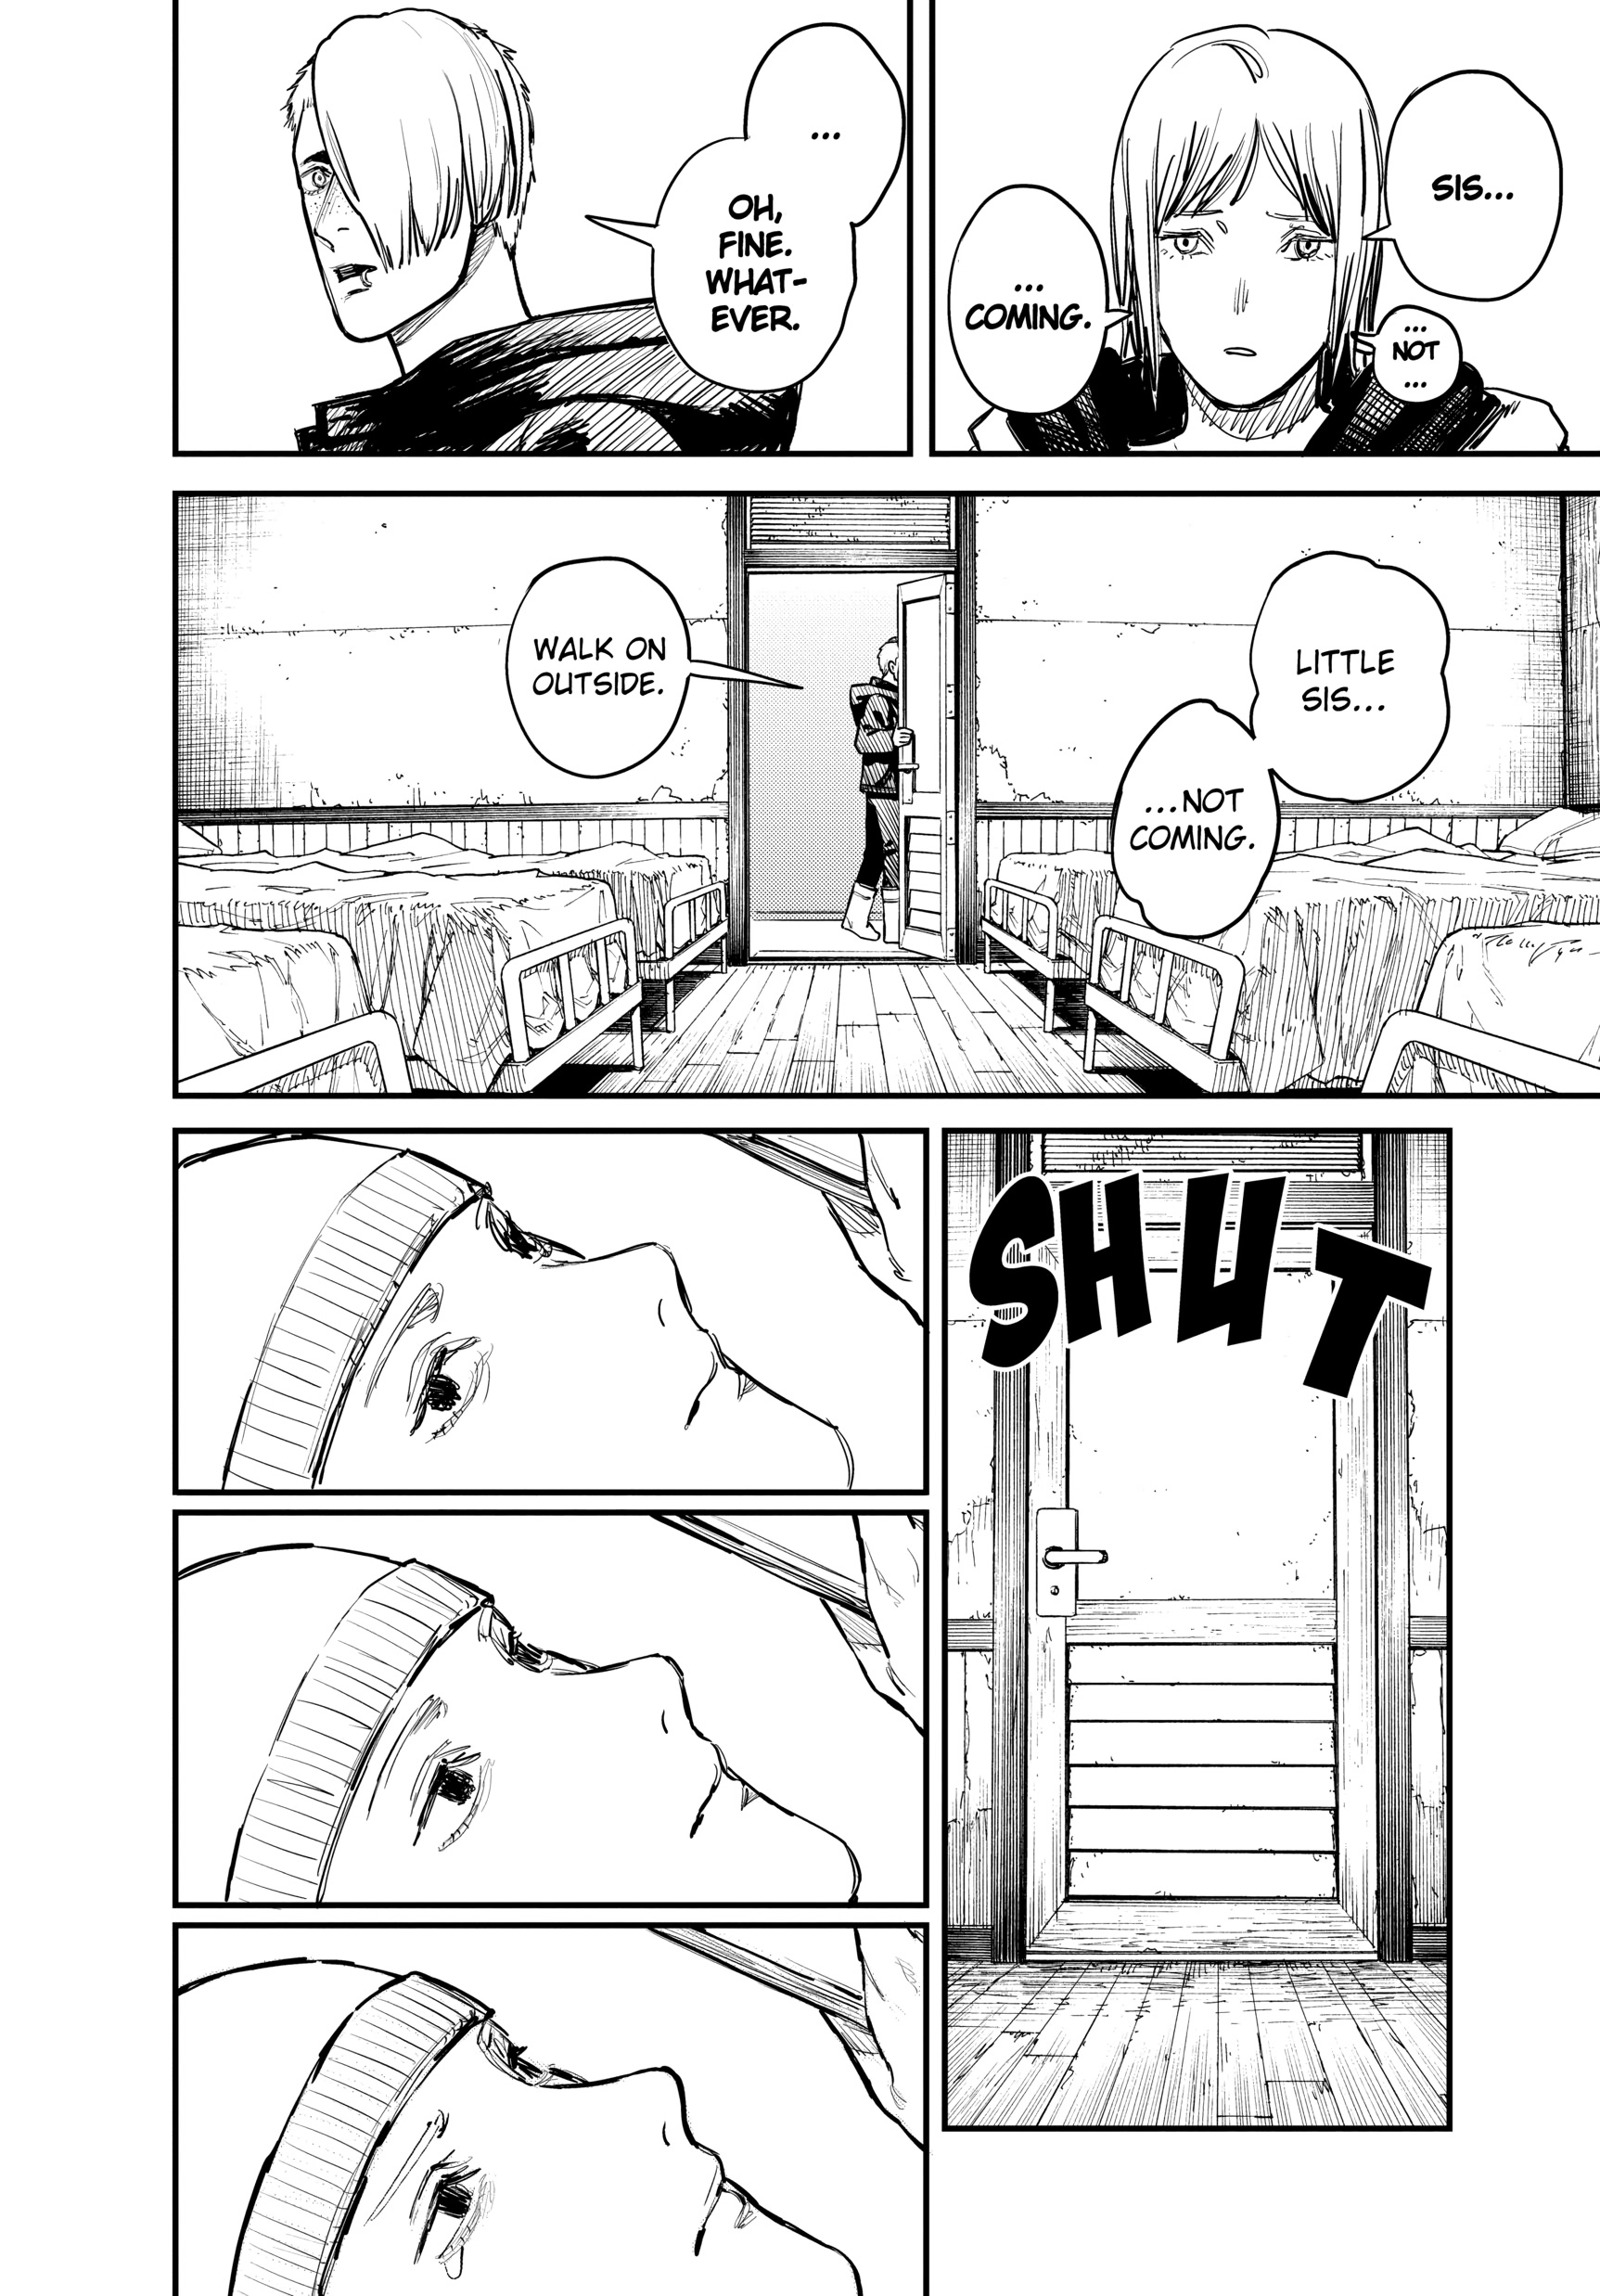 SIS...
...
NOT
...
...
COMING.
...
OH,
FINE.
WHAT-
EVER.
LITTLE
SIS...
...NOT
COMING.
WALK ON
OUTSIDE.
SHUT